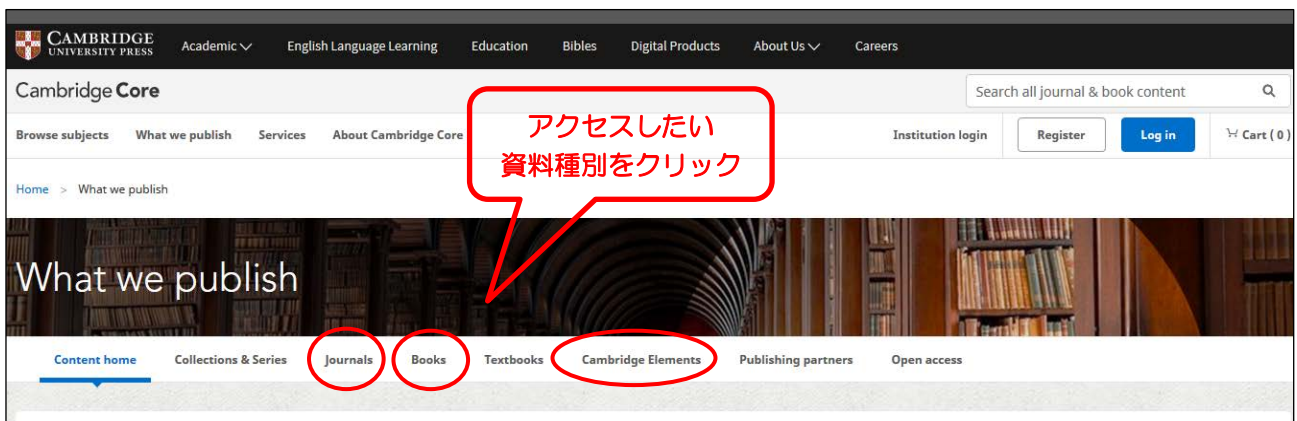 CAMBRIDGE
UNIVERSITY PRESS
Academic English Language Learning Education Bibles Digital Products About Us Careers
Cambridge Core
Search all journal & book content
Browse subjects What we publish Services About Cambridge Core
アクセスしたい
資料種別をクリック
Institution login Register Log in Cart ( 0 )
Home > What we publish
What we publish
Content home Collections & Series Journals Books Textbooks Cambridge Elements Publishing partners Open access